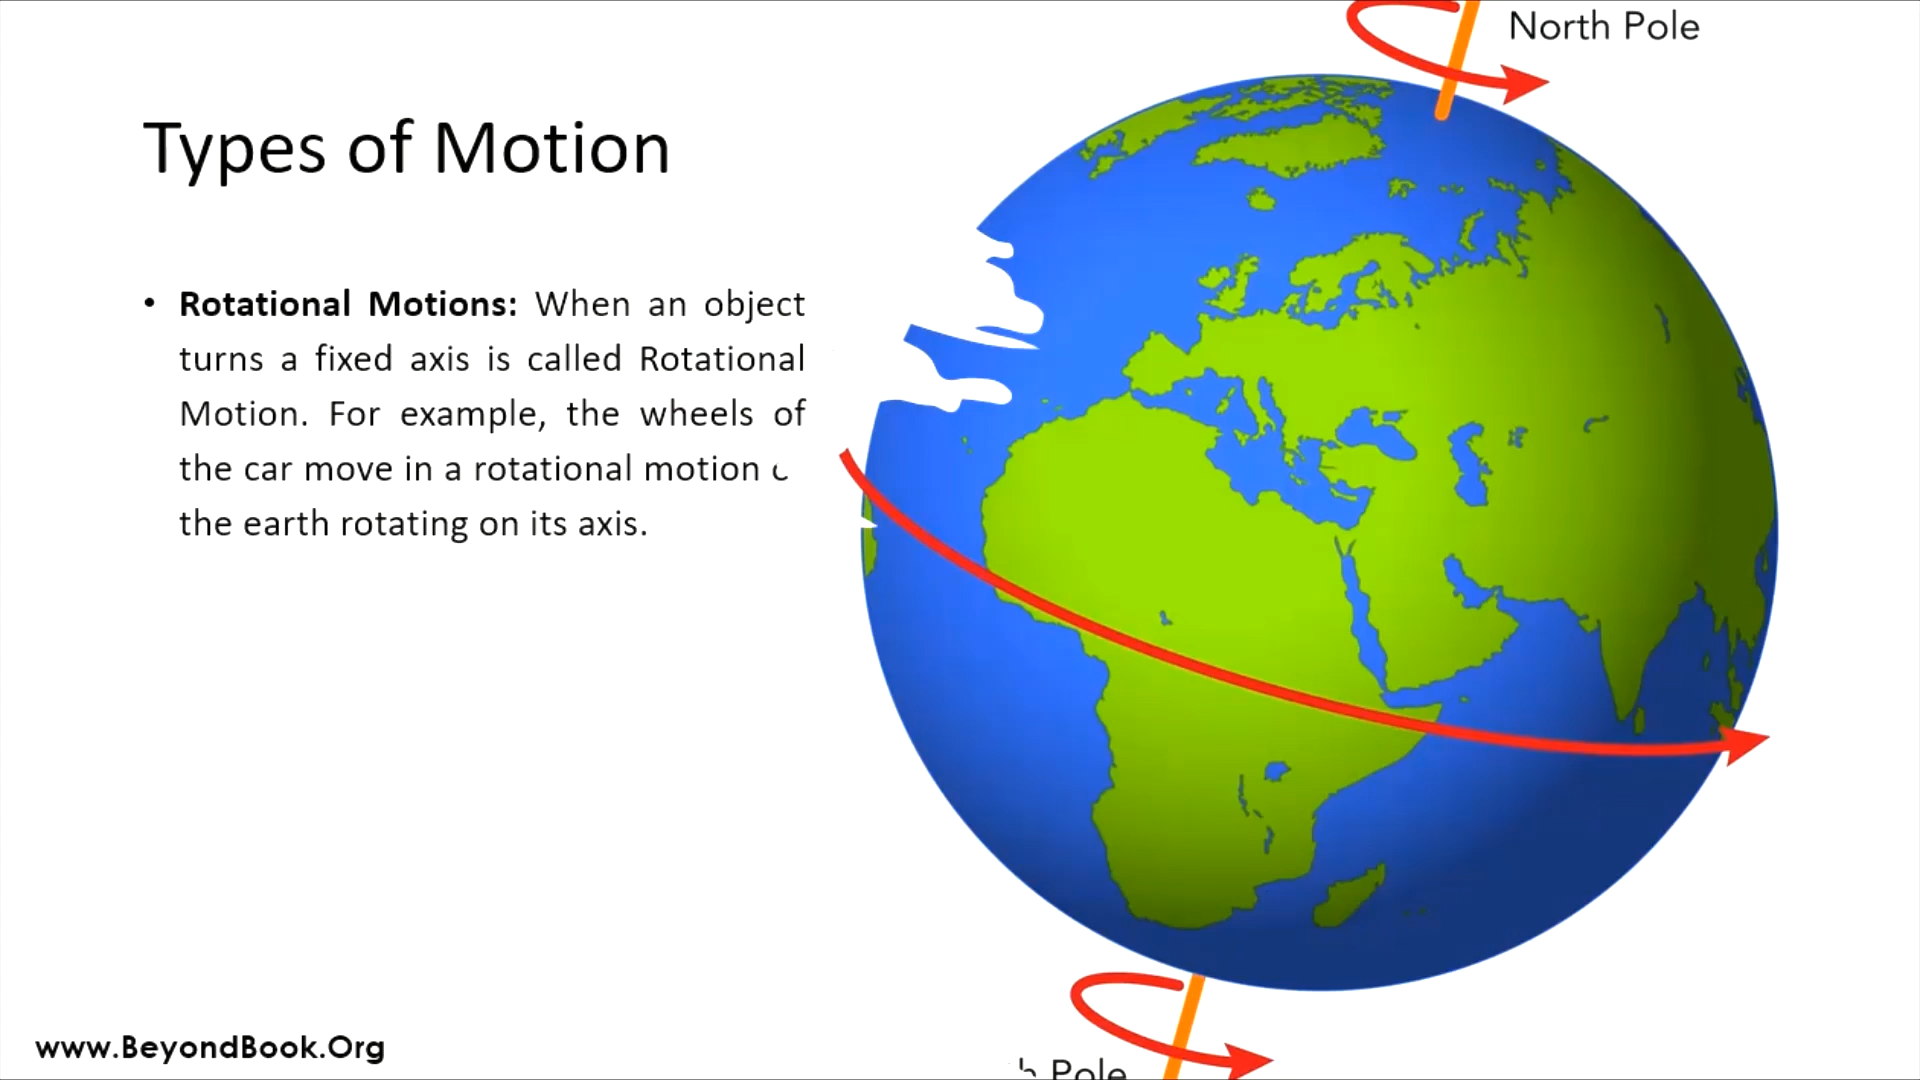 North Pole
Types of Motion
• Rotational Motions: When an object
turns a fixed axis is called Rotational
Motion. For example, the wheels of
the car move in a rotational motion
the earth rotating on its axis.
www.BeyondBook.Org
Pole